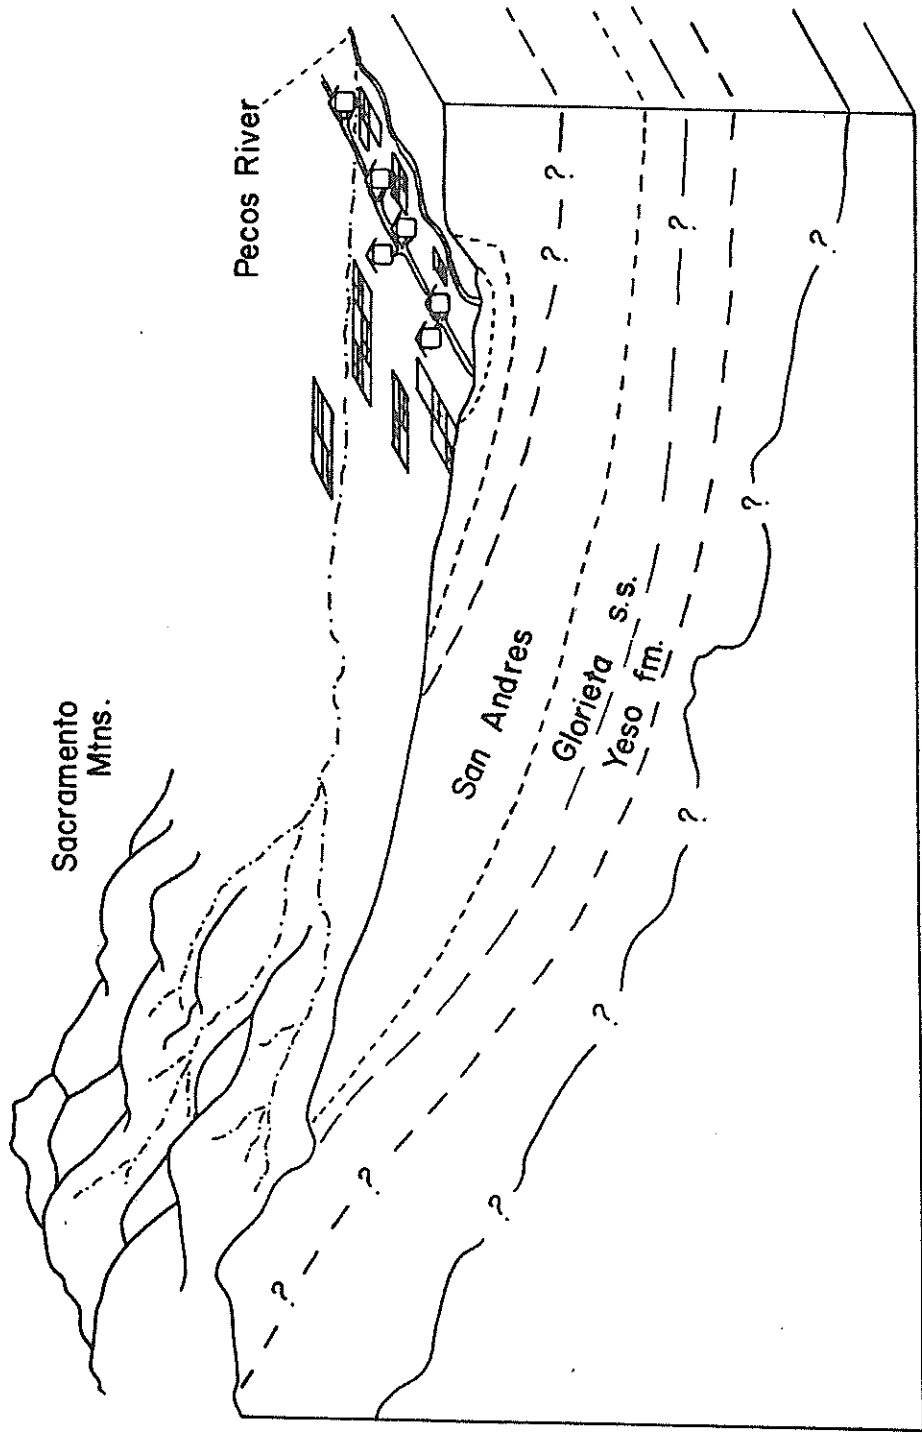 Sacramento
Mtns.
Pecos River
San Andres
Glorieta s.s.
Yeso fm.
?
?
?
?
?
?
?
?
?
?